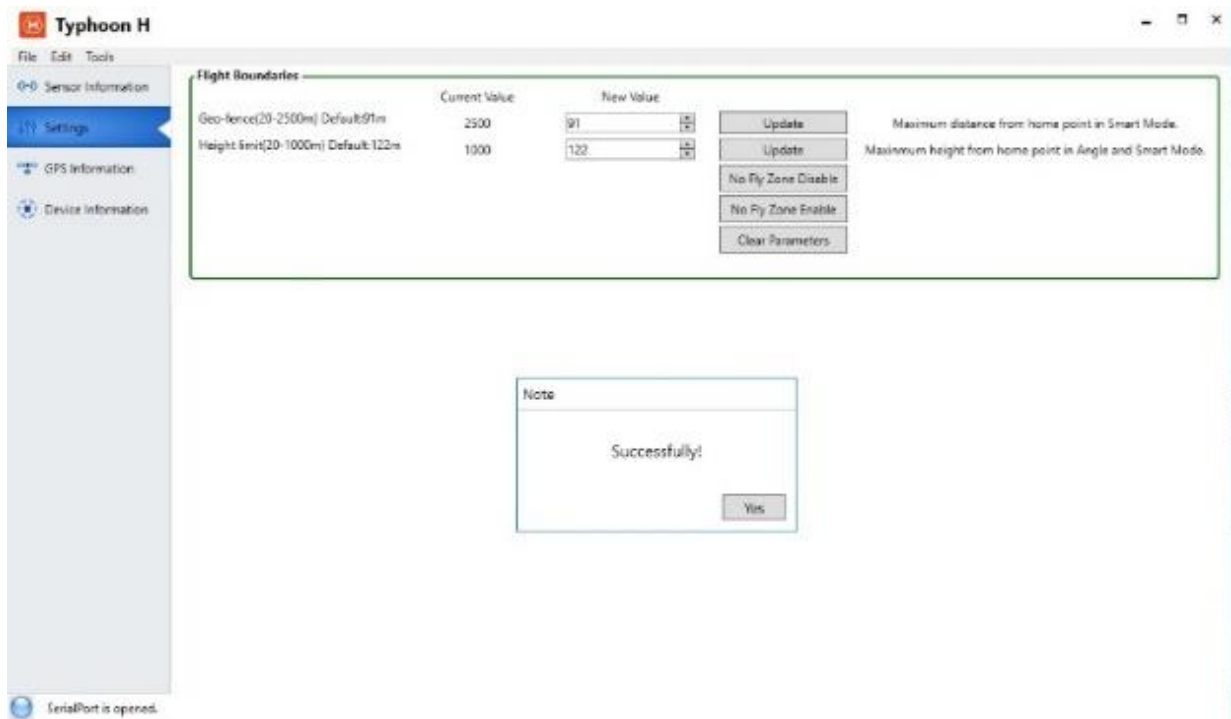 Typhoon H
File Edit Tools
Sensor Information
Settings
GPS Information
Device Information
Flight Boundaries
Current Value New Value
Geo-fence(20-2500m) Default:91m 2500 91 Update Maximum distance from home point in Smart Mode.
Height limit(20-1000m) Default:122m 1000 122 Update Maxinmum height from home point in Angle and Smart Mode.
No Fly Zone Disable
No Fly Zone Enable
Clear Parameters
Note
Successfully!
Yes
SerialPort is opened.